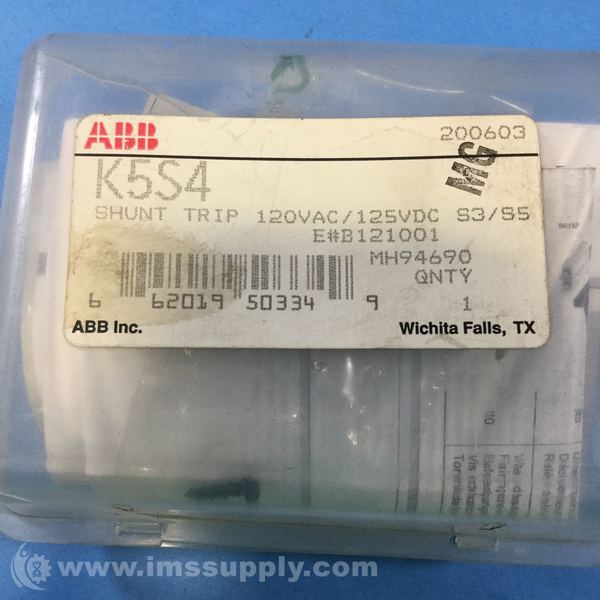 ABB
200603
MG
K5S4
SHUNT TRIP 120VAC/125VDC S3/S5
E#B121001
MH94690
QNTY
6 62019 50334 9
1
ABB Inc.
Wichita Falls, TX
www.imssupply.com